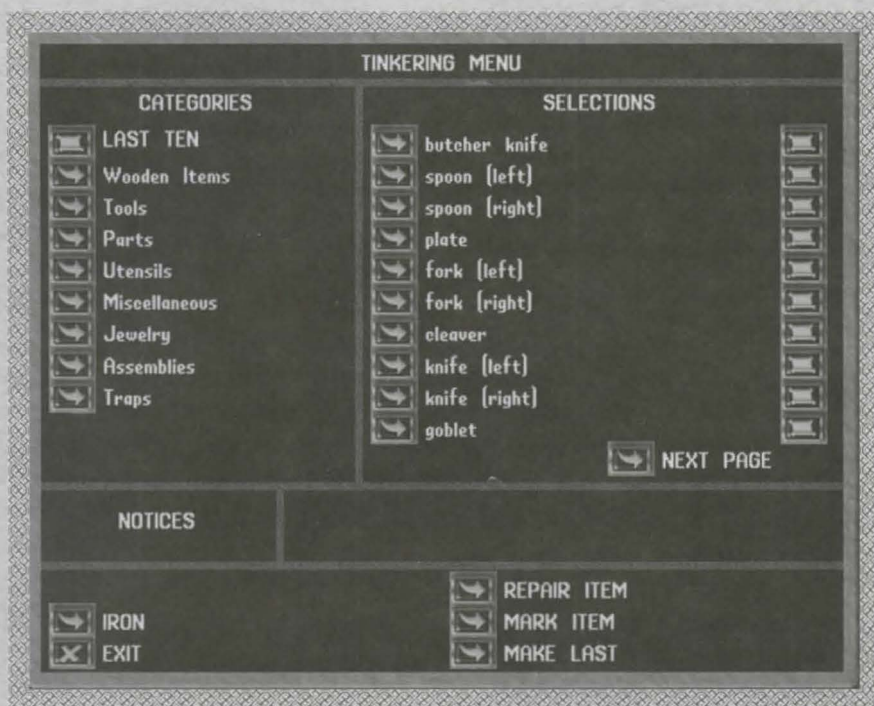 TINKERING MENU
CATEGORIES
LAST TEN
Wooden Items
Tools
Parts
Utensils
Miscellaneous
Jewelry
Assemblies
Traps
SELECTIONS
butcher knife
spoon (left)
spoon (right)
plate
fork (left)
fork (right)
cleaver
knife (left)
knife (right)
goblet
NEXT PAGE
NOTICES
IRON
EXIT
REPAIR ITEM
MARK ITEM
MAKE LAST